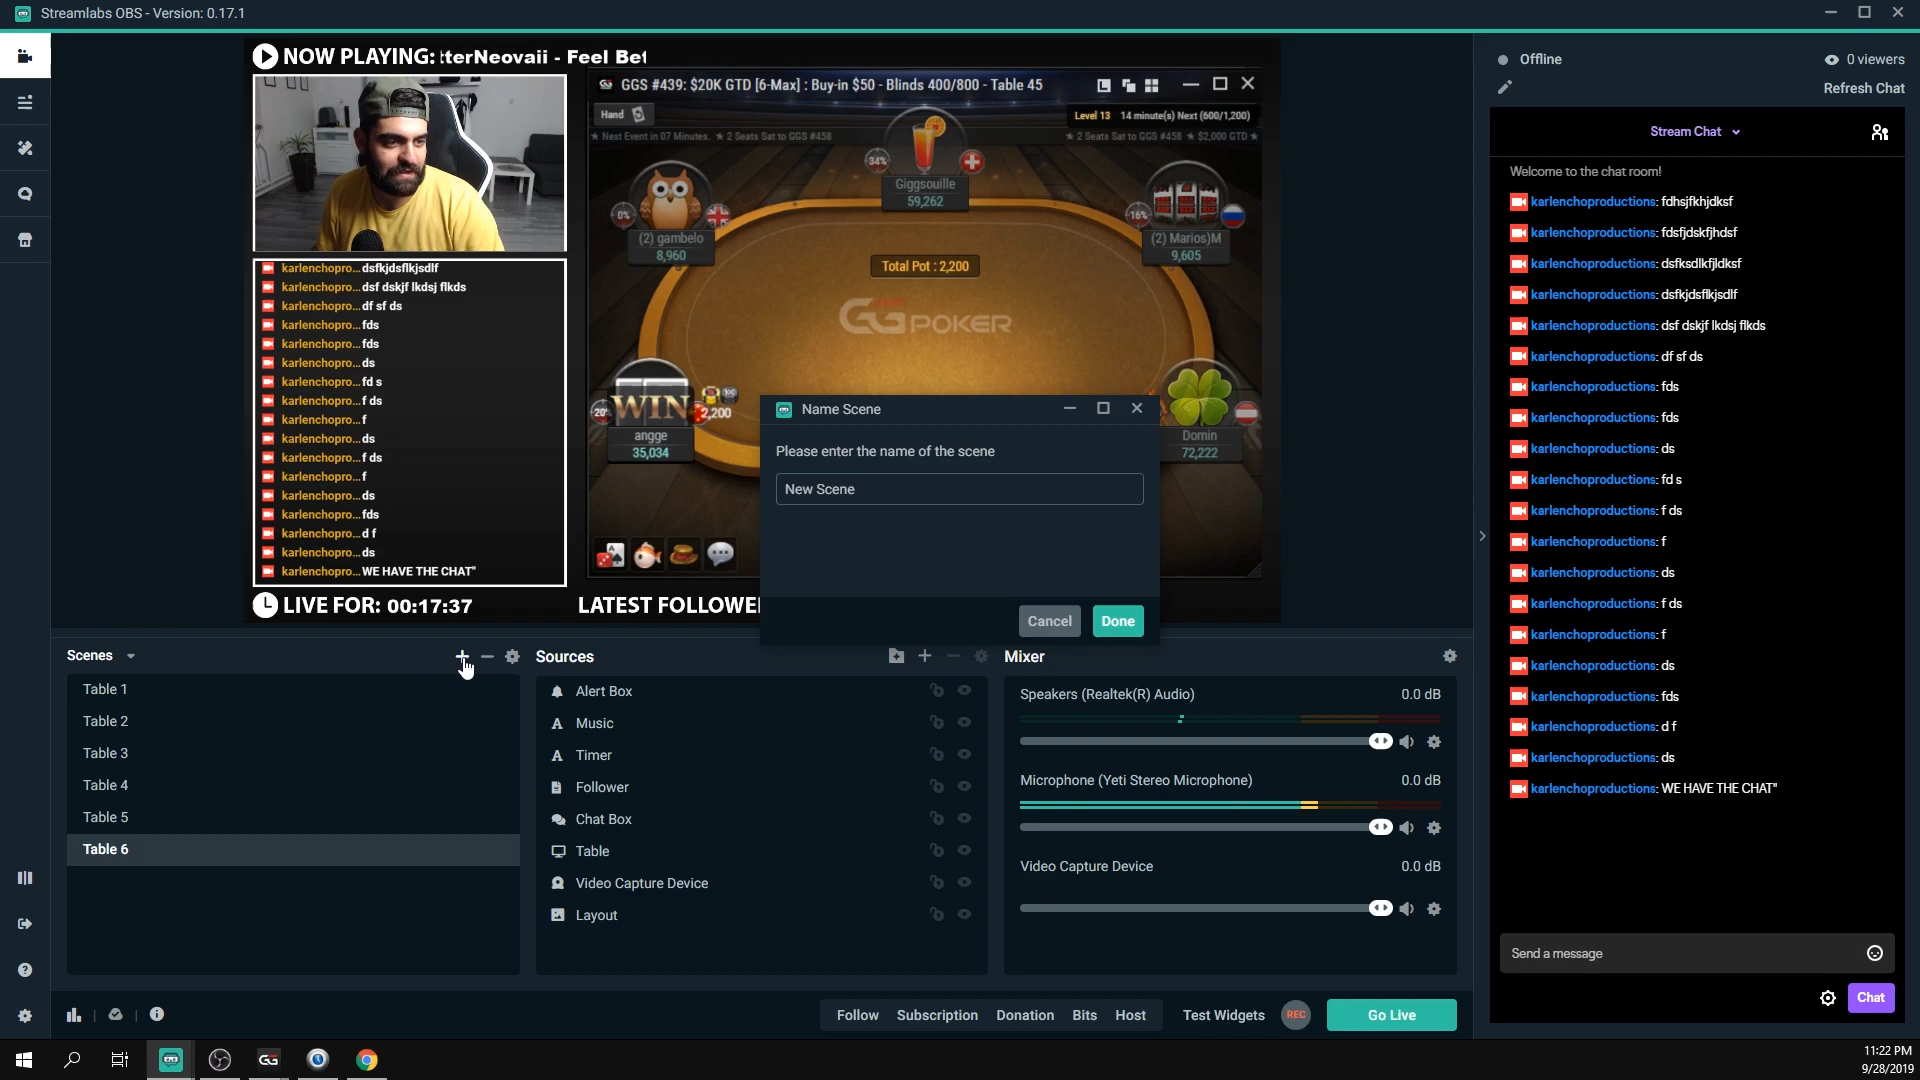 Streamlabs OBS - Version: 0.17.1
NOW PLAYING: tterNeovaii - Feel Bet
GGS #439: $20K GTD [6-Max] : Buy-in $50 - Blinds 400/800 - Table 45
Hand
Level 13 14 minute(s) Next (600/1,200)
★ Next Event in 07 Minutes. ★ 2 Seats Sat to GGS #458
★ 2 Seats Sat to GGS #458 ★ $2,000 GTD ★
34%
Giggsouille
59,262
0%
(2) gambelo
8,960
16%
(2) Marios)M
9,605
Total Pot : 2,200
GG POKER
20
WIN
100
2,200
angge
35,034
Domin
72,222
karlenchopro... dsfkjdsflkjsdlf
karlenchopro... dsf dskjf lkdsj flkds
karlenchopro... df sf ds
karlenchopro... fds
karlenchopro... fds
karlenchopro... ds
karlenchopro... fd s
karlenchopro... f ds
karlenchopro... f
karlenchopro... ds
karlenchopro... f ds
karlenchopro... f
karlenchopro... ds
karlenchopro... fds
karlenchopro... d f
karlenchopro... ds
karlenchopro... WE HAVE THE CHAT"
LIVE FOR: 00:17:37
LATEST FOLLOWE
Name Scene
Please enter the name of the scene
New Scene
Cancel
Done
Scenes
Table 1
Table 2
Table 3
Table 4
Table 5
Table 6
Sources
Alert Box
Music
Timer
Follower
Chat Box
Table
Video Capture Device
Layout
Mixer
Speakers (Realtek(R) Audio) 0.0 dB
Microphone (Yeti Stereo Microphone) 0.0 dB
Video Capture Device 0.0 dB
Follow Subscription Donation Bits Host
Test Widgets
REC
Go Live
Offline
0 viewers
Refresh Chat
Stream Chat
Welcome to the chat room!
karlenchoproductions: fdhsjfkhjdksf
karlenchoproductions: fdsfjdskfjhdsf
karlenchoproductions: dsfksdlkfjldksf
karlenchoproductions: dsfkjdsflkjsdlf
karlenchoproductions: dsf dskjf lkdsj flkds
karlenchoproductions: df sf ds
karlenchoproductions: fds
karlenchoproductions: fds
karlenchoproductions: ds
karlenchoproductions: fd s
karlenchoproductions: f ds
karlenchoproductions: f
karlenchoproductions: ds
karlenchoproductions: f ds
karlenchoproductions: f
karlenchoproductions: ds
karlenchoproductions: fds
karlenchoproductions: d f
karlenchoproductions: ds
karlenchoproductions: WE HAVE THE CHAT"
Send a message
Chat
11:22 PM
9/28/2019